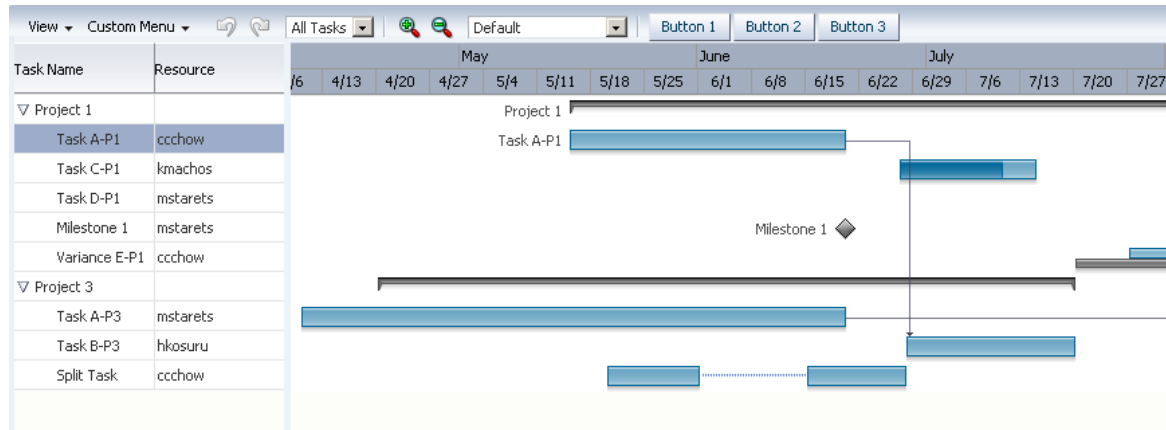 View Custom Menu All Tasks Default Button 1 Button 2 Button 3
Task Name Resource May June July
/6 4/13 4/20 4/27 5/4 5/11 5/18 5/25 6/1 6/8 6/15 6/22 6/29 7/6 7/13 7/20 7/27
Project 1 Project 1
Task A-P1 ccchow Task A-P1
Task C-P1 kmachos
Task D-P1 mstarets
Milestone 1 mstarets Milestone 1
Variance E-P1 ccchow
Project 3
Task A-P3 mstarets
Task B-P3 hkosuru
Split Task ccchow